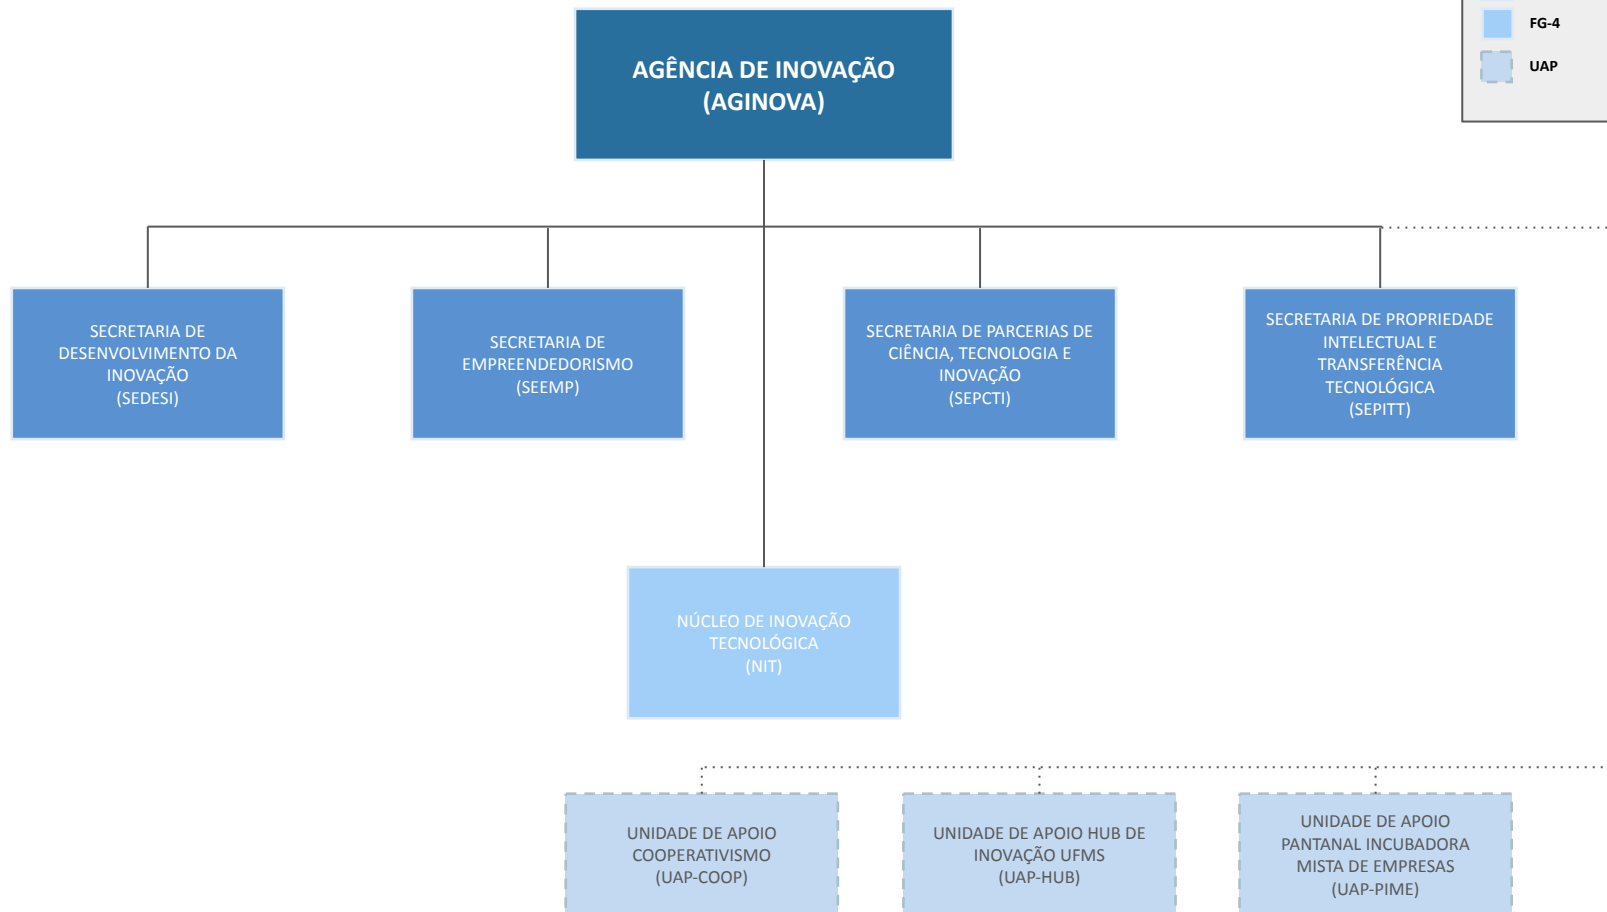 FG-4
UAP
AGÊNCIA DE INOVAÇÃO
(AGINOVA)
SECRETARIA DE
DESENVOLVIMENTO DA
INOVAÇÃO
(SEDESI)
SECRETARIA DE
EMPREENDEDORISMO
(SEEMP)
SECRETARIA DE PARCERIAS DE
CIÊNCIA, TECNOLOGIA E
INOVAÇÃO
(SEPCTI)
SECRETARIA DE PROPRIEDADE
INTELECTUAL E
TRANSFERÊNCIA
TECNOLÓGICA
(SEPITT)
NÚCLEO DE INOVAÇÃO
TECNOLÓGICA
(NIT)
UNIDADE DE APOIO
COOPERATIVISMO
(UAP-COOP)
UNIDADE DE APOIO HUB DE
INOVAÇÃO UFMS
(UAP-HUB)
UNIDADE DE APOIO
PANTANAL INCUBADORA
MISTA DE EMPRESAS
(UAP-PIME)